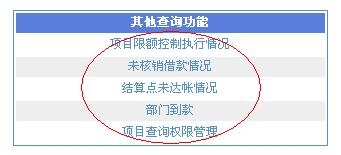 其他查询功能
项目限额控制执行情况
未核销借款情况
结算点未达帐情况
部门到款
项目查询权限管理